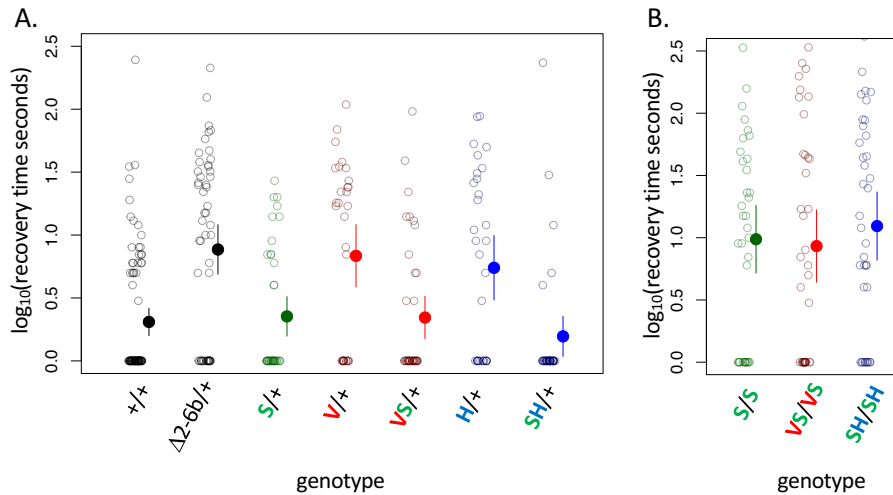 A.
log10(recovery time seconds)
2.5
2.0
1.5
1.0
0.5
0.0
+/+
Δ2-6b/+
S/+
V/+
VS/+
H/+
SH/+
genotype
B.
log10(recovery time seconds)
2.5
2.0
1.5
1.0
0.5
0.0
S/S
VS/VS
SH/SH
genotype